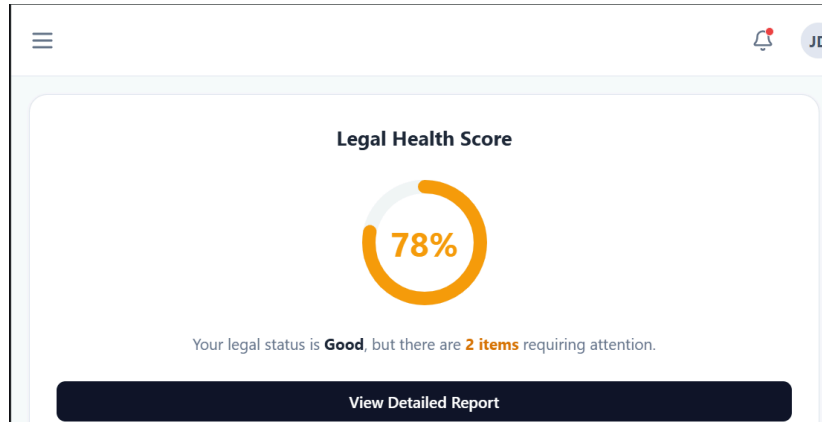 JD
Legal Health Score
78%
Your legal status is Good, but there are 2 items requiring attention.
View Detailed Report